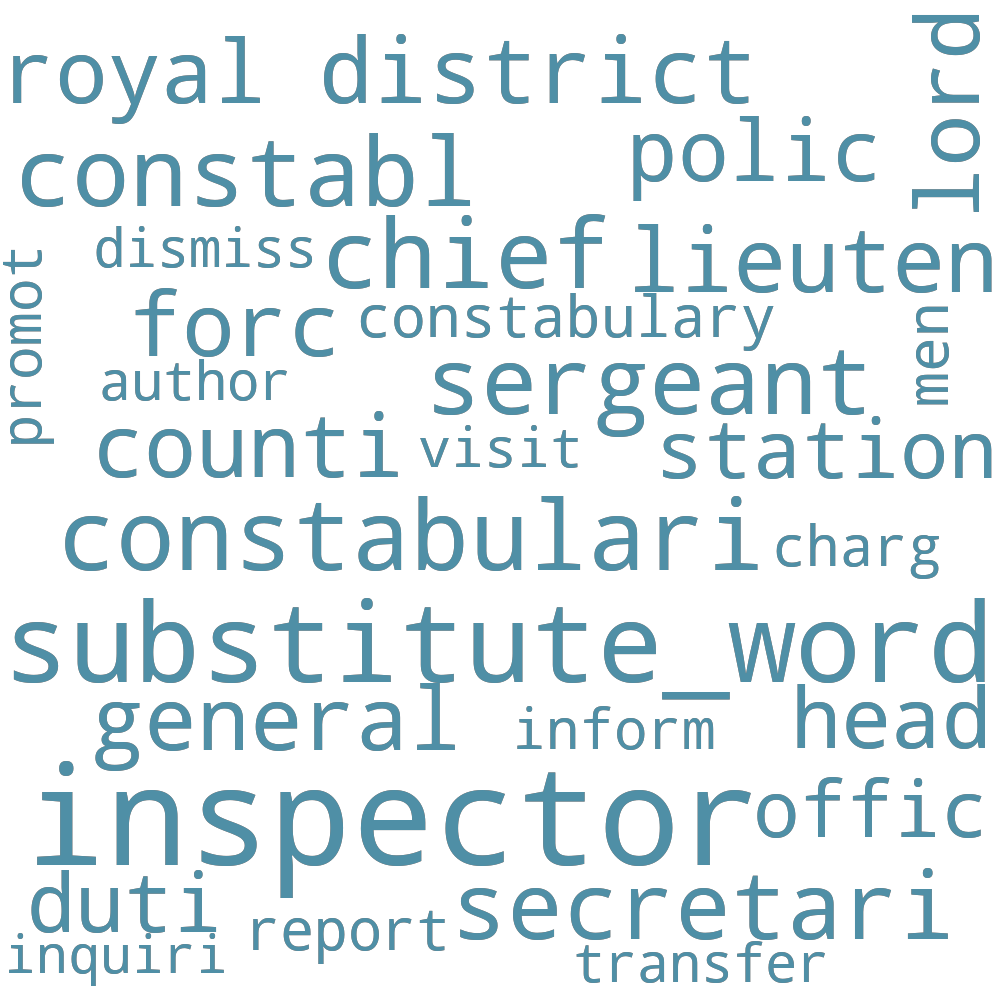 royal district
lord
constabl
polic
dismiss
chief
lieuten
promot
forc
constabulary
men
author
sergeant
counti
visit
station
constabulari
charg
substitute_word
general
inform
head
inspector
offic
duti
report
secretari
inquiri
transfer